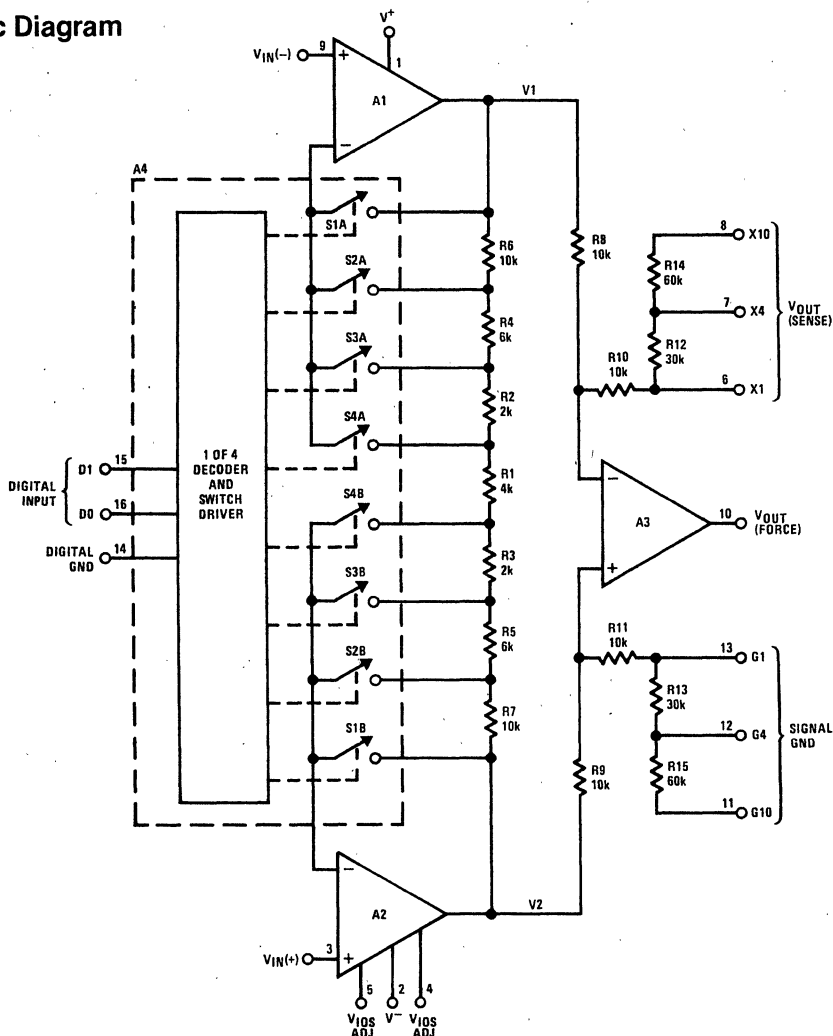 c Diagram
V+
VIN(–) 9 + 1
A1
V1
–
A4
S1A
R6
10k
R8
10k
8 X10
R14
60k
S2A
7 X4
VOUT
(SENSE)
R4
6k
R12
30k
S3A
R10
10k
6 X1
R2
2k
S4A
1 OF 4
DECODER
AND
SWITCH
DRIVER
DIGITAL
INPUT
D1 15
D0 16
DIGITAL
GND
14
R1
4k
–
A3
10 VOUT
(FORCE)
+
S4B
R3
2k
S3B
R5
6k
R11
10k
13 G1
S2B
R13
30k
12 G4
SIGNAL
GND
R7
10k
S1B
R9
10k
R15
60k
11 G10
–
A2
V2
VIN(+) 3 +
5 2 4
VIOS
ADJ
V–
VIOS
ADJ